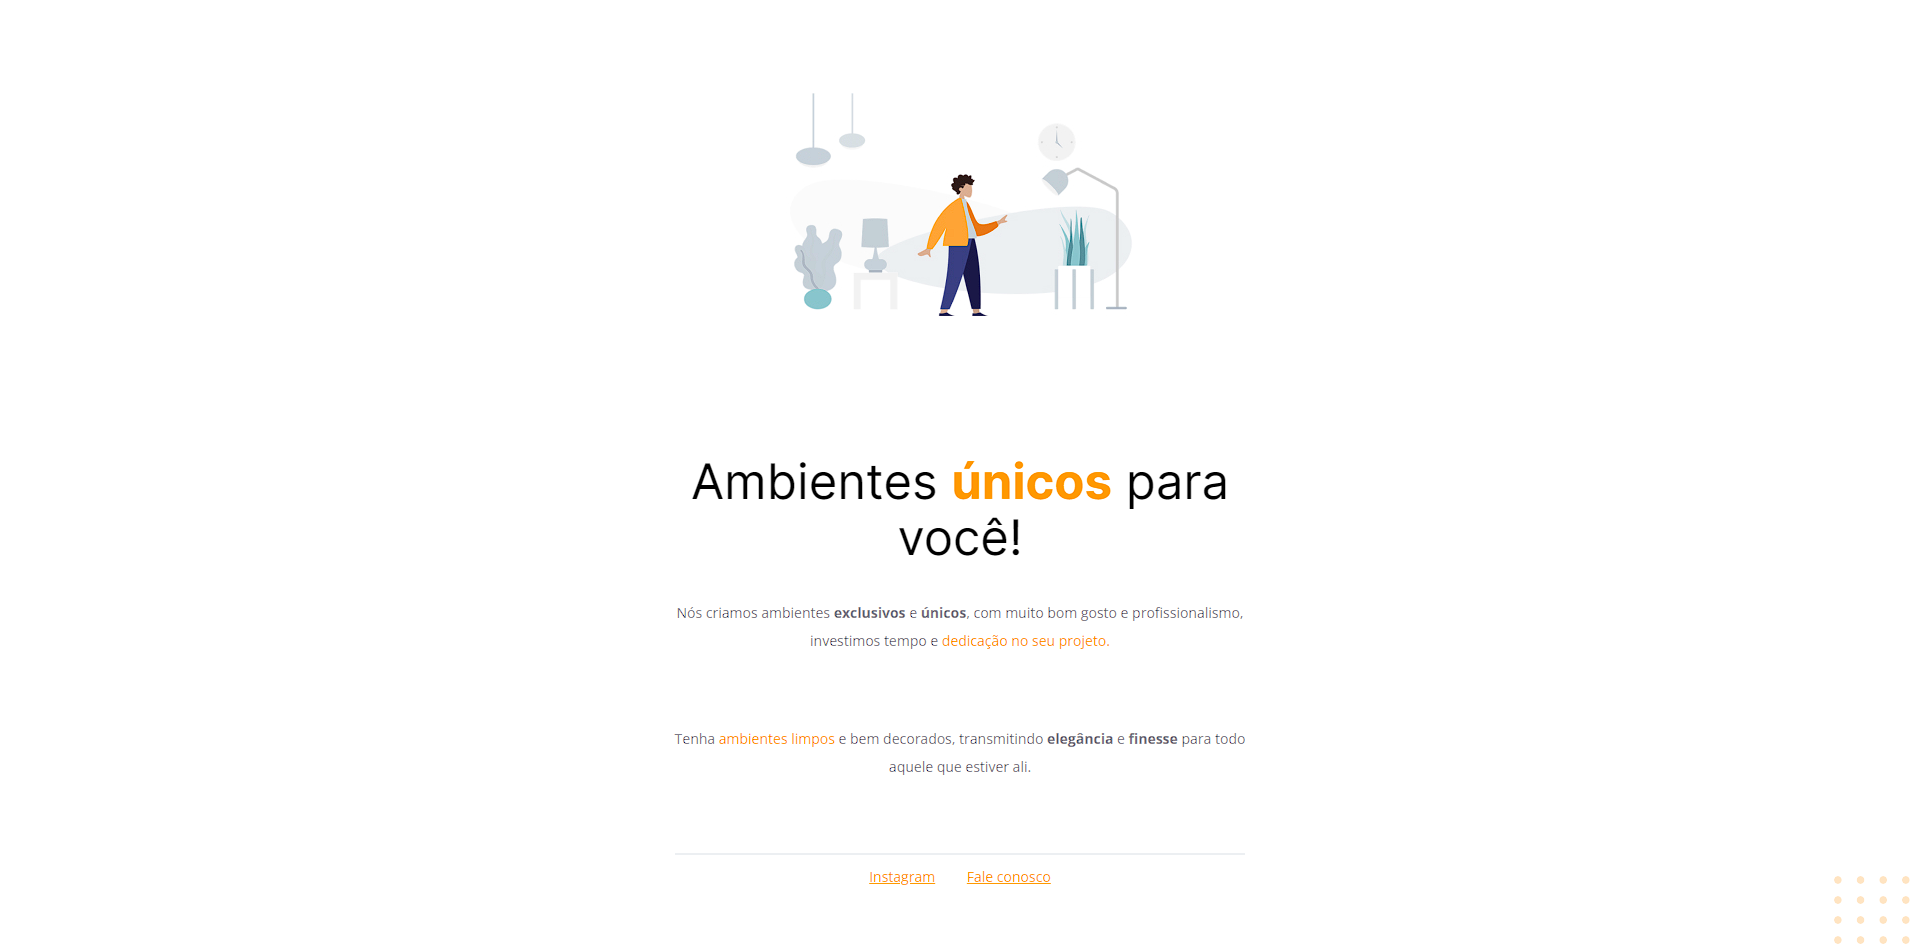 Ambientes únicos para
você!
Nós criamos ambientes exclusivos e únicos, com muito bom gosto e profissionalismo,
investimos tempo e dedicação no seu projeto.
Tenha ambientes limpos e bem decorados, transmitindo elegância e finesse para todo
aquele que estiver ali.
Instagram Fale conosco